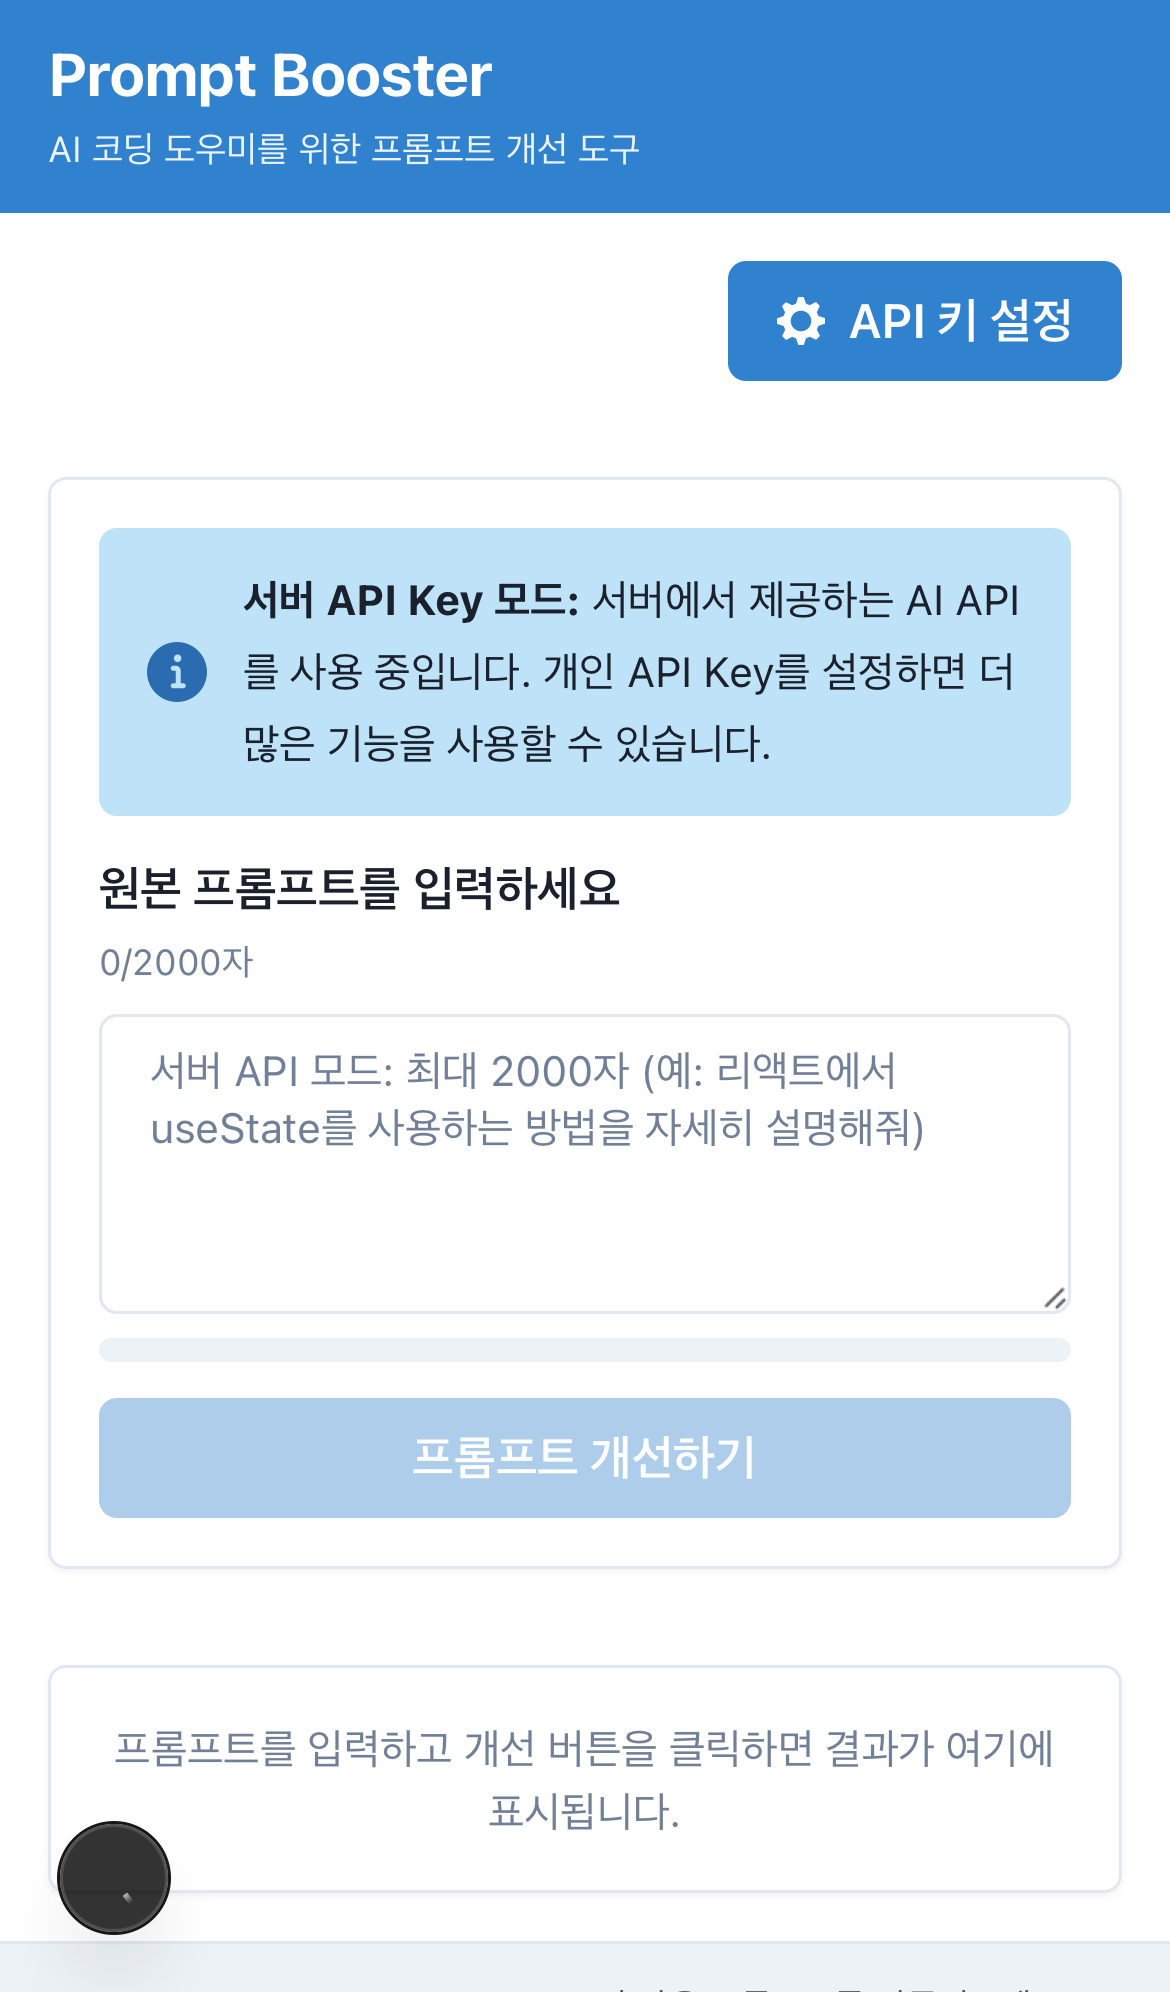 Prompt Booster
AI 코딩 도우미를 위한 프롬프트 개선 도구
API 키 설정
서버 API Key 모드: 서버에서 제공하는 AI API
를 사용 중입니다. 개인 API Key를 설정하면 더
많은 기능을 사용할 수 있습니다.
원본 프롬프트를 입력하세요
0/2000자
서버 API 모드: 최대 2000자 (예: 리액트에서
useState를 사용하는 방법을 자세히 설명해줘)
프롬프트 개선하기
프롬프트를 입력하고 개선 버튼을 클릭하면 결과가 여기에
표시됩니다.